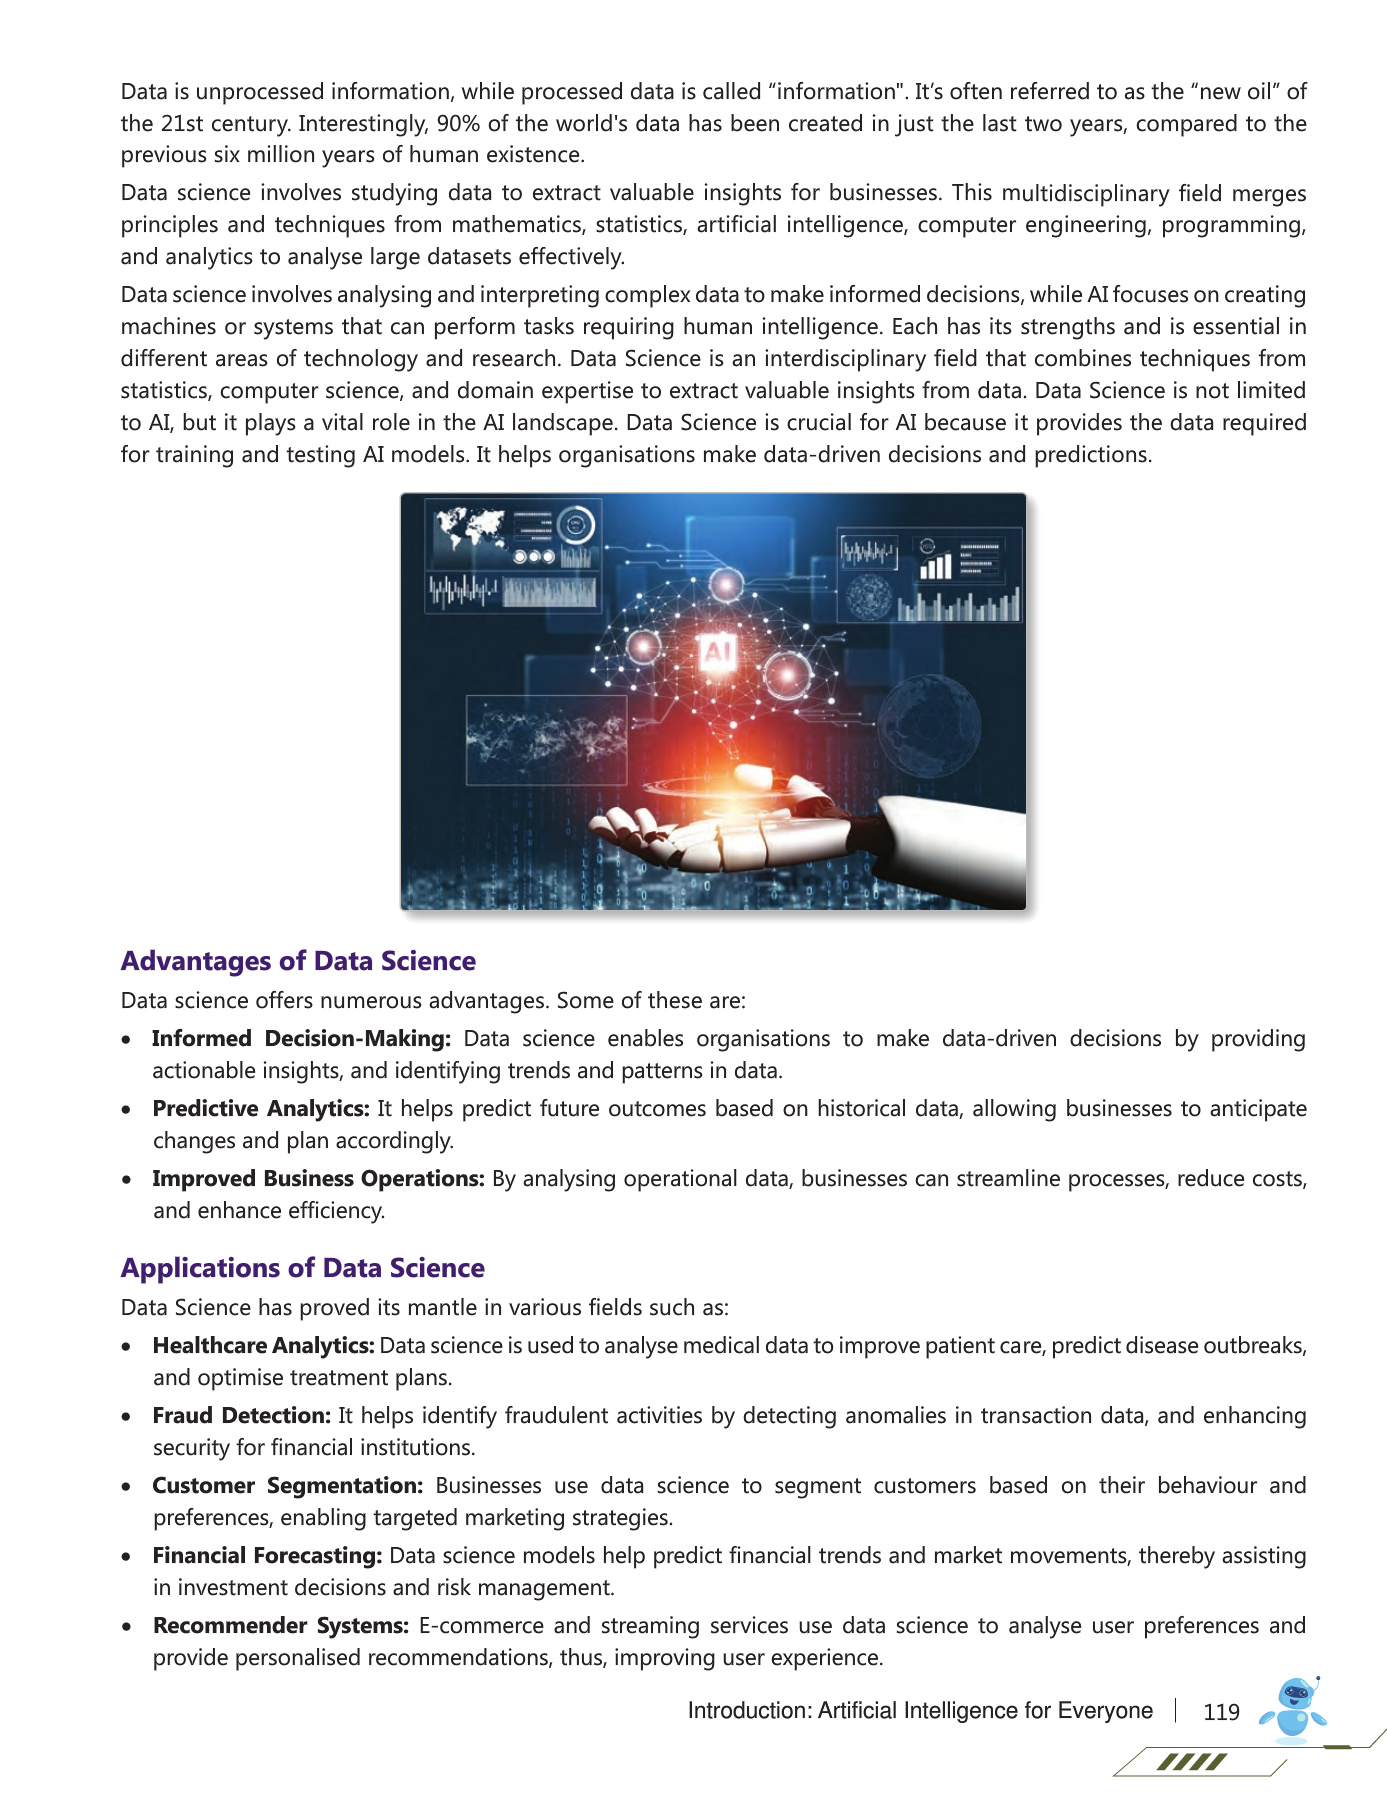 Data is unprocessed information, while processed data is called “information". It’s often referred to as the “new oil” of
the 21st century. Interestingly, 90% of the world's data has been created in just the last two years, compared to the
previous six million years of human existence.
Data science involves studying data to extract valuable insights for businesses. This multidisciplinary field merges
principles and techniques from mathematics, statistics, artificial intelligence, computer engineering, programming,
and analytics to analyse large datasets effectively.
Data science involves analysing and interpreting complex data to make informed decisions, while AI focuses on creating
machines or systems that can perform tasks requiring human intelligence. Each has its strengths and is essential in
different areas of technology and research. Data Science is an interdisciplinary field that combines techniques from
statistics, computer science, and domain expertise to extract valuable insights from data. Data Science is not limited
to AI, but it plays a vital role in the AI landscape. Data Science is crucial for AI because it provides the data required
for training and testing AI models. It helps organisations make data-driven decisions and predictions.
AI
Advantages of Data Science
Data science offers numerous advantages. Some of these are:
• Informed Decision-Making: Data science enables organisations to make data-driven decisions by providing
actionable insights, and identifying trends and patterns in data.
• Predictive Analytics: It helps predict future outcomes based on historical data, allowing businesses to anticipate
changes and plan accordingly.
• Improved Business Operations: By analysing operational data, businesses can streamline processes, reduce costs,
and enhance efficiency.
Applications of Data Science
Data Science has proved its mantle in various fields such as:
• Healthcare Analytics: Data science is used to analyse medical data to improve patient care, predict disease outbreaks,
and optimise treatment plans.
• Fraud Detection: It helps identify fraudulent activities by detecting anomalies in transaction data, and enhancing
security for financial institutions.
• Customer Segmentation: Businesses use data science to segment customers based on their behaviour and
preferences, enabling targeted marketing strategies.
• Financial Forecasting: Data science models help predict financial trends and market movements, thereby assisting
in investment decisions and risk management.
• Recommender Systems: E-commerce and streaming services use data science to analyse user preferences and
provide personalised recommendations, thus, improving user experience.
Introduction: Artificial Intelligence for Everyone 119